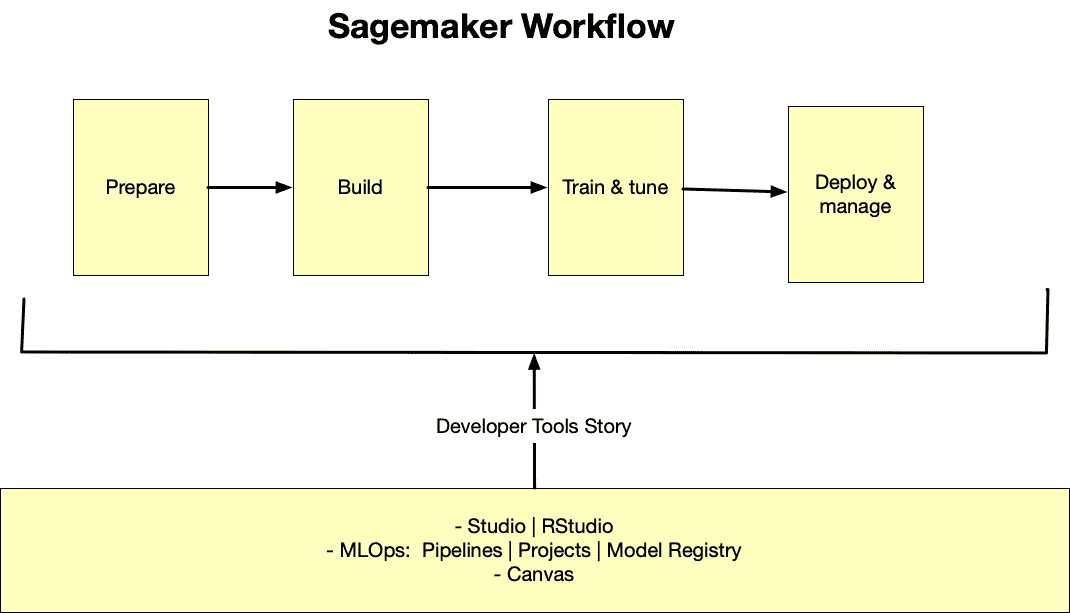 Sagemaker Workflow
Prepare
Build
Train & tune
Deploy &
manage
Developer Tools Story
- Studio | RStudio
- MLOps:  Pipelines | Projects | Model Registry
- Canvas